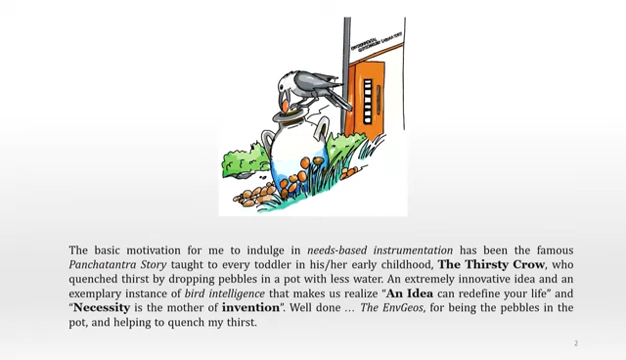 ENVIRONMENTAL
GEOTECHNOLOGY LABORATORY
The basic motivation for me to indulge in needs-based instrumentation has been the famous
Panchatantra Story taught to every toddler in his/her early childhood, The Thirsty Crow, who
quenched thirst by dropping pebbles in a pot with less water. An extremely innovative idea and an
exemplary instance of bird intelligence that makes us realize “An Idea can redefine your life” and
“Necessity is the mother of invention”. Well done … The EnvGeos, for being the pebbles in the
pot, and helping to quench my thirst.
2